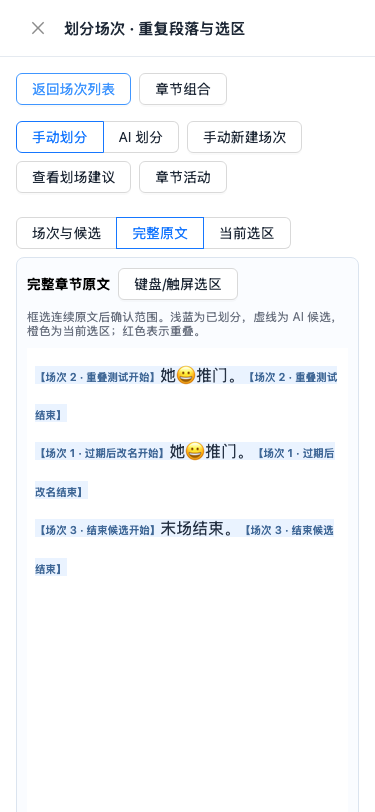 划分场次 · 重复段落与选区
返回场次列表 章节组合
手动划分 AI 划分 手动新建场次
查看划场建议 章节活动
场次与候选 完整原文 当前选区
完整章节原文 键盘/触屏选区
框选连续原文后确认范围。浅蓝为已划分，虚线为 AI 候选，
橙色为当前选区；红色表示重叠。
【场次 2 · 重叠测试开始】她😀推门。【场次 2 · 重叠测试
结束】
【场次 1 · 过期后改名开始】她😀推门。【场次 1 · 过期后
改名结束】
【场次 3 · 结束候选开始】末场结束。【场次 3 · 结束候选
结束】